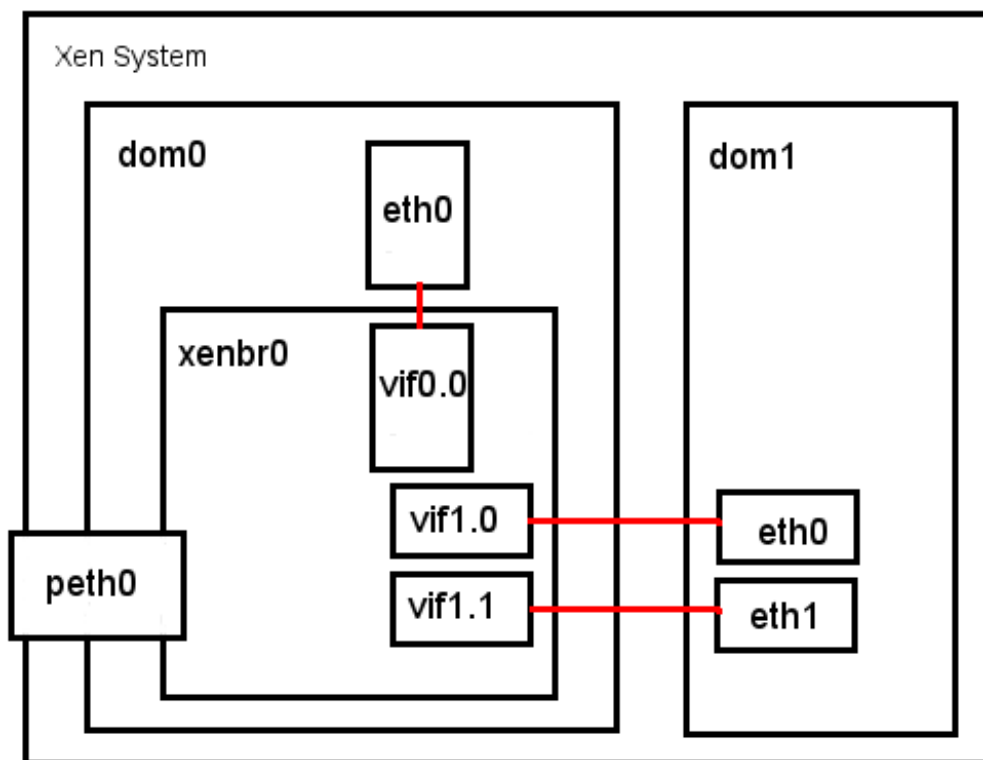 Xen System
dom0
dom1
eth0
xenbr0
vif0.0
vif1.0
eth0
peth0
vif1.1
eth1